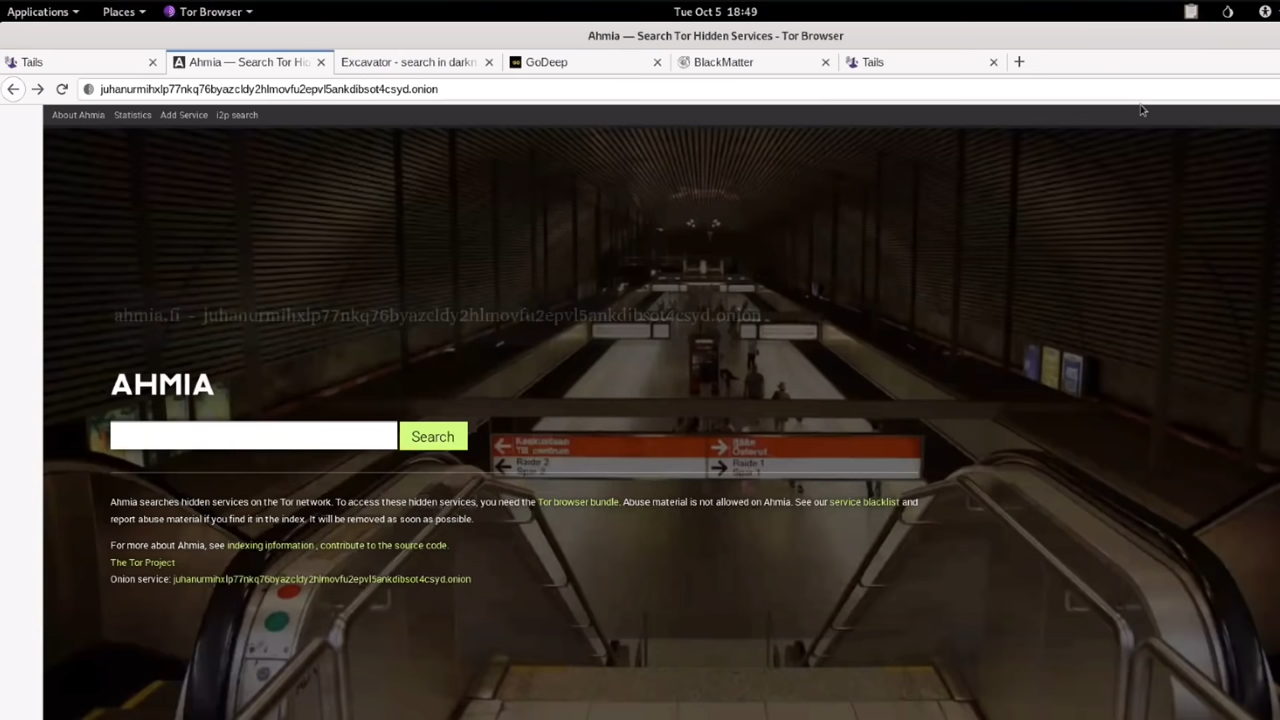 Applications Places Tor Browser Tue Oct 5 18:49
Ahmia — Search Tor Hidden Services - Tor Browser
Tails Ahmia — Search Tor Hid Excavator - search in darkn GoDeep BlackMatter Tails
juhanurmihxlp77nkq76byazcldy2hlmovfu2epvl5ankdibsot4csyd.onion
About Ahmia Statistics Add Service i2p search
ahmia.fi - juhanurmihxlp77nkq76byazcldy2hlmovfu2epvl5ankdibsot4csyd.onion
AHMIA
Search
Raide 2 Raide 1
Ahmia searches hidden services on the Tor network. To access these hidden services, you need the Tor browser bundle. Abuse material is not allowed on Ahmia. See our service blacklist and
report abuse material if you find it in the index. It will be removed as soon as possible.
For more about Ahmia, see indexing information, contribute to the source code.
The Tor Project
Onion service: juhanurmihxlp77nkq76byazcldy2hlmovfu2epvl5ankdibsot4csyd.onion